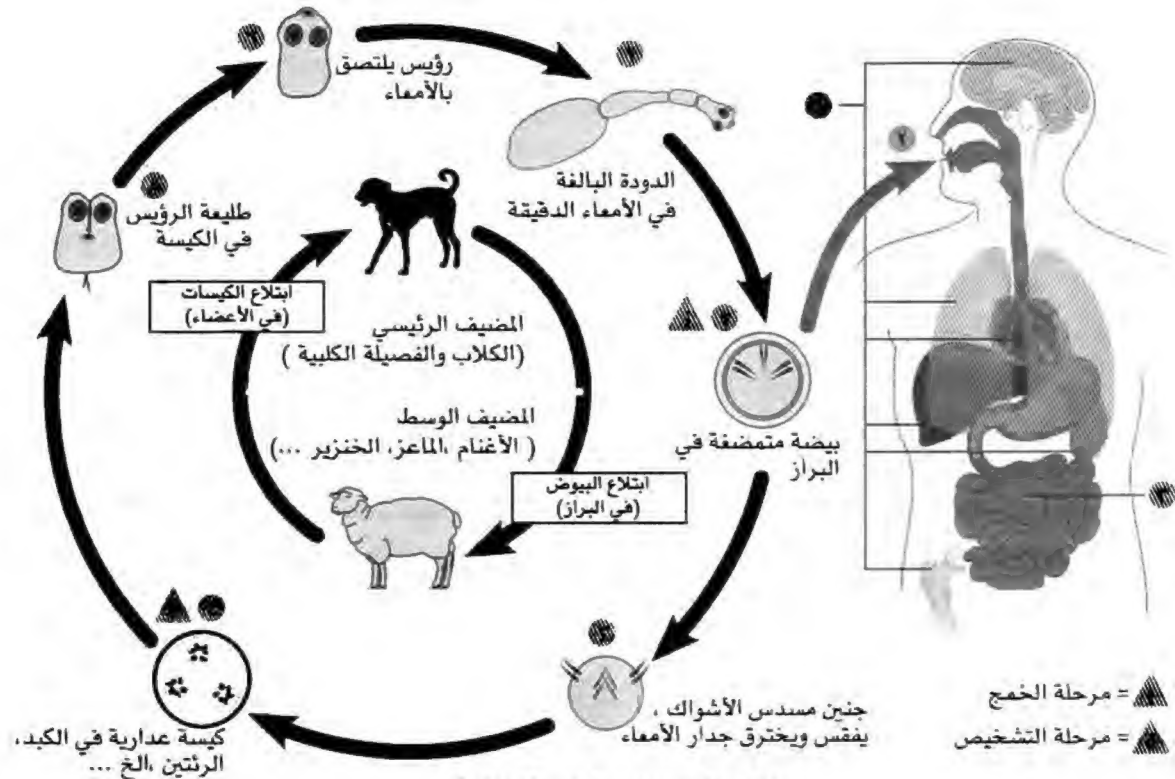 رؤيس يلتصق
بالأمعاء
الدودة البالغة
في الأمعاء الدقيقة
طليعة الرؤيس
في الكيسة
ابتلاع الكيسات
(في الأعضاء)
المضيف الرئيسي
(الكلاب والفصيلة الكلبية )
المضيف الوسط
( الأغنام ،الماعز، الخنزير ...)
ابتلاع البيوض
(في البراز)
بيضة متمضغة في
البراز
٢
جنين مسدس الأشواك ،
يفقس ويخترق جدار الأمعاء
كيسة عدارية في الكبد،
الرئتين ،الخ ...
= مرحلة الخمج
= مرحلة التشخيص